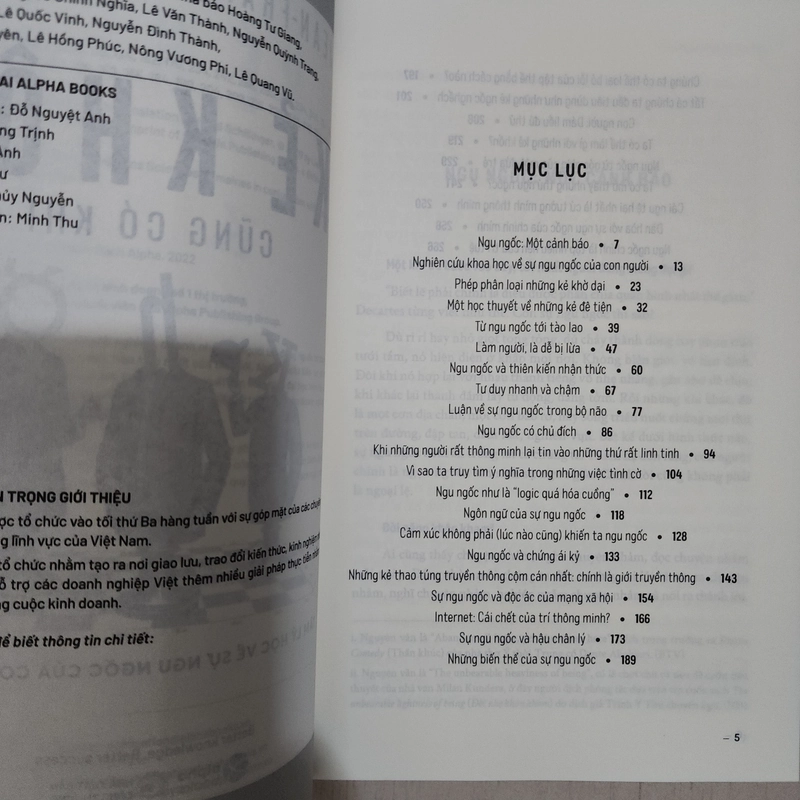 Nghĩa, Lê Văn Thành, Nguyễn Quỳnh Trang,
Lê Quốc Vinh, Nguyễn Đình Thành,
Lê Hồng Phúc, Nông Vương Phi, Lê Quang Vũ.
ALPHA BOOKS
Đỗ Nguyệt Anh
Trịnh
Nguyễn
Minh Thu
TRỌNG GIỚI THIỆU
tổ chức vào tối thứ Ba hàng tuần với sự góp mặt của các
lĩnh vực của Việt Nam.
tổ chức nhằm tạo ra nơi giao lưu, trao đổi kiến thức, kinh nghiệm
trợ các doanh nghiệp Việt thêm nhiều giải pháp thực tiễn
cuộc kinh doanh.
để biết thông tin chi tiết:
MỤC LỤC
Ngu ngốc: Một cảnh báo • 7
Nghiên cứu khoa học về sự ngu ngốc của con người • 13
Phép phân loại những kẻ khờ dại • 23
Một học thuyết về những kẻ đê tiện • 32
Từ ngu ngốc tới tào lao • 39
Làm người, là dễ bị lừa • 47
Ngu ngốc và thiên kiến nhận thức • 60
Tư duy nhanh và chậm • 67
Luận về sự ngu ngốc trong bộ não • 77
Ngu ngốc có chủ đích • 86
Khi những người rất thông minh lại tin vào những thứ rất linh tinh • 94
Vì sao ta truy tìm ý nghĩa trong những việc tình cờ • 104
Ngu ngốc như là "logic quá hóa cuồng" • 112
Ngôn ngữ của sự ngu ngốc • 118
Cảm xúc không phải (lúc nào cũng) khiến ta ngu ngốc • 128
Ngu ngốc và chứng ái kỷ • 133
Những kẻ thao túng truyền thông cộm cán nhất: chính là giới truyền thông • 143
Sự ngu ngốc và độc ác của mạng xã hội • 154
Internet: Cái chết của trí thông minh? • 166
Sự ngu ngốc và hậu chân lý • 173
Những biến thể của sự ngu ngốc • 189
– 5